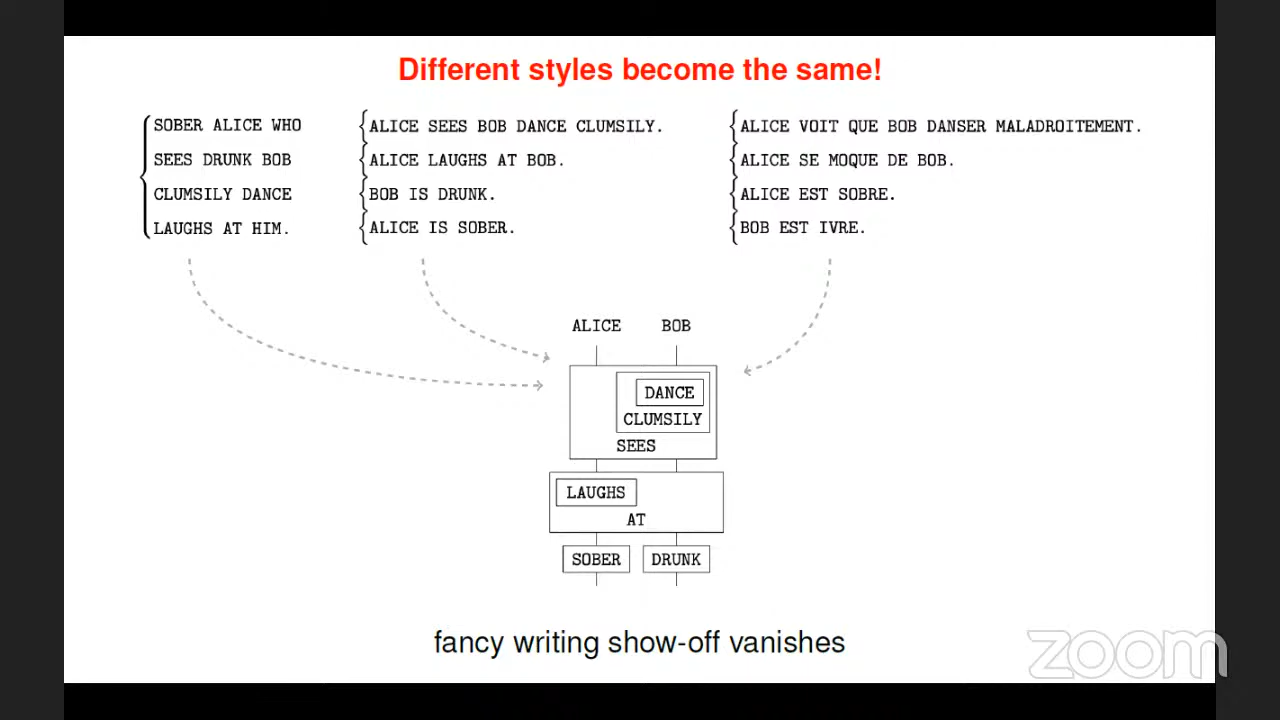 Different styles become the same!
SOBER ALICE WHO
SEES DRUNK BOB
CLUMSILY DANCE
LAUGHS AT HIM.
ALICE SEES BOB DANCE CLUMSILY.
ALICE LAUGHS AT BOB.
BOB IS DRUNK.
ALICE IS SOBER.
ALICE VOIT QUE BOB DANSER MALADROITEMENT.
ALICE SE MOQUE DE BOB.
ALICE EST SOBRE.
BOB EST IVRE.
ALICE BOB
DANCE
CLUMSILY
SEES
LAUGHS
AT
SOBER DRUNK
fancy writing show-off vanishes
zoom